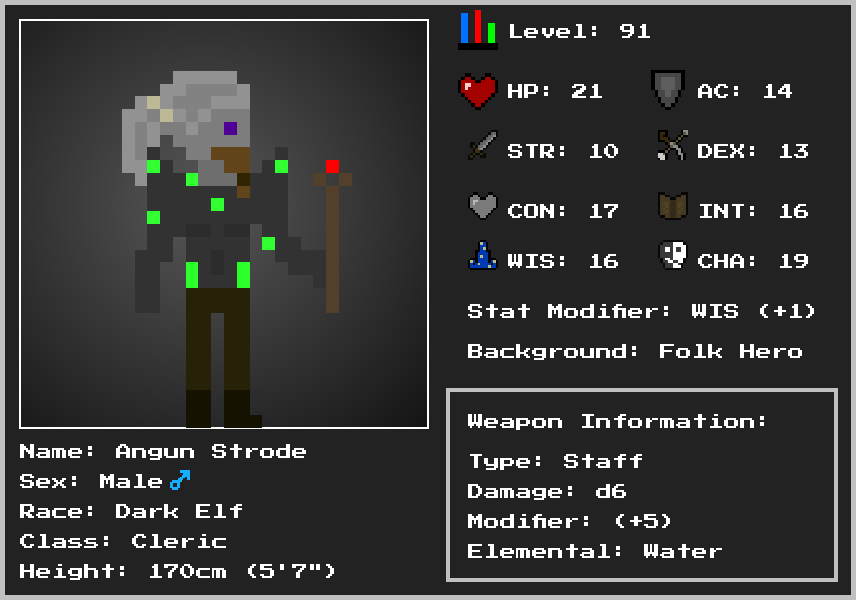 Level: 91
HP: 21
AC: 14
STR: 10
DEX: 13
CON: 17
INT: 16
WIS: 16
CHA: 19
Stat Modifier: WIS (+1)
Background: Folk Hero
Weapon Information:
Type: Staff
Damage: d6
Modifier: (+5)
Elemental: Water
Name: Angun Strode
Sex: Male♂
Race: Dark Elf
Class: Cleric
Height: 170cm (5'7")